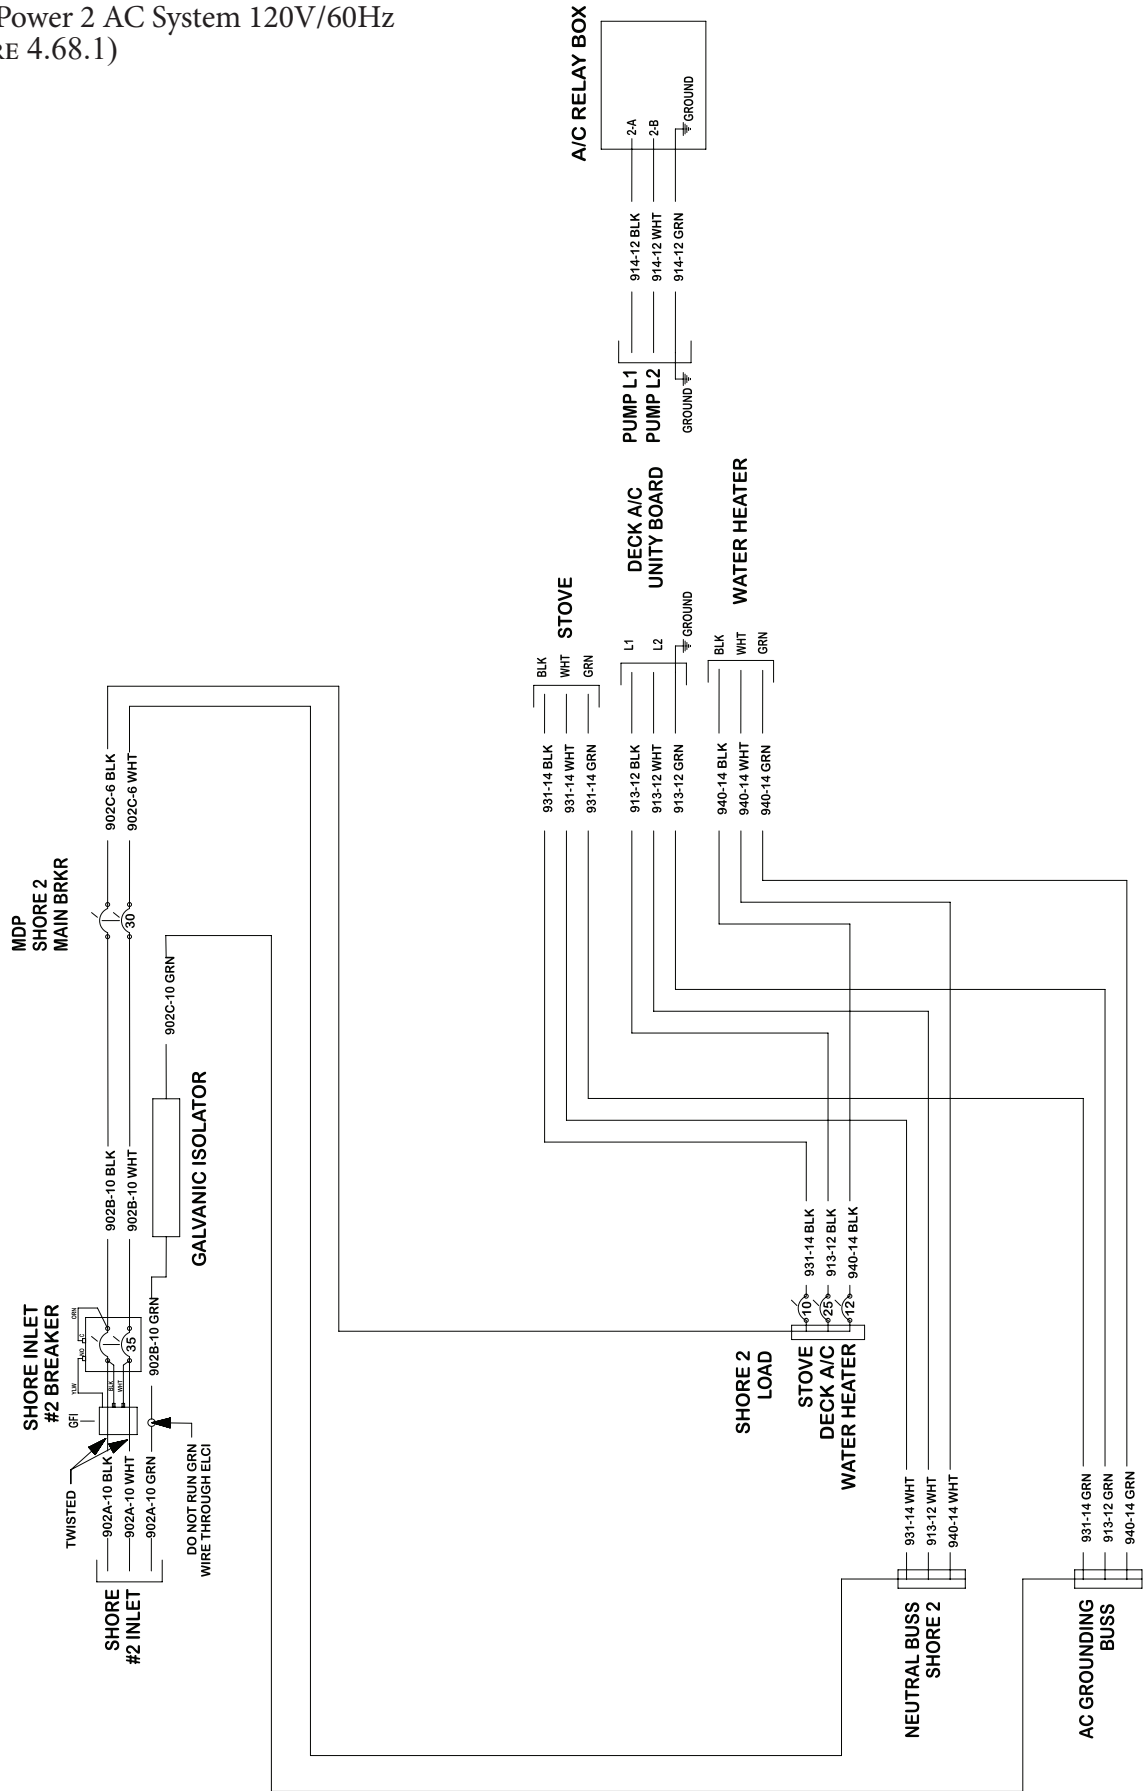 Power 2 AC System 120V/60Hz
RE 4.68.1)
A/C RELAY BOX
2-A
2-B
GROUND
914-12 BLK
914-12 WHT
914-12 GRN
PUMP L1
PUMP L2
GROUND
DECK A/C
UNITY BOARD
L1
L2
GROUND
STOVE
BLK
WHT
GRN
WATER HEATER
BLK
WHT
GRN
931-14 BLK
931-14 WHT
931-14 GRN
913-12 BLK
913-12 WHT
913-12 GRN
940-14 BLK
940-14 WHT
940-14 GRN
MDP
SHORE 2
MAIN BRKR
30
902C-6 BLK
902C-6 WHT
902C-10 GRN
GALVANIC ISOLATOR
902B-10 BLK
902B-10 WHT
902B-10 GRN
SHORE INLET
#2 BREAKER
GFI
YLW
NO
C
ORN
BLK
WHT
35
TWISTED
902A-10 BLK
902A-10 WHT
902A-10 GRN
DO NOT RUN GRN
WIRE THROUGH ELCI
SHORE
#2 INLET
SHORE 2
LOAD
STOVE
DECK A/C
WATER HEATER
10
25
12
931-14 BLK
913-12 BLK
940-14 BLK
931-14 WHT
913-12 WHT
940-14 WHT
NEUTRAL BUSS
SHORE 2
931-14 GRN
913-12 GRN
940-14 GRN
AC GROUNDING
BUSS